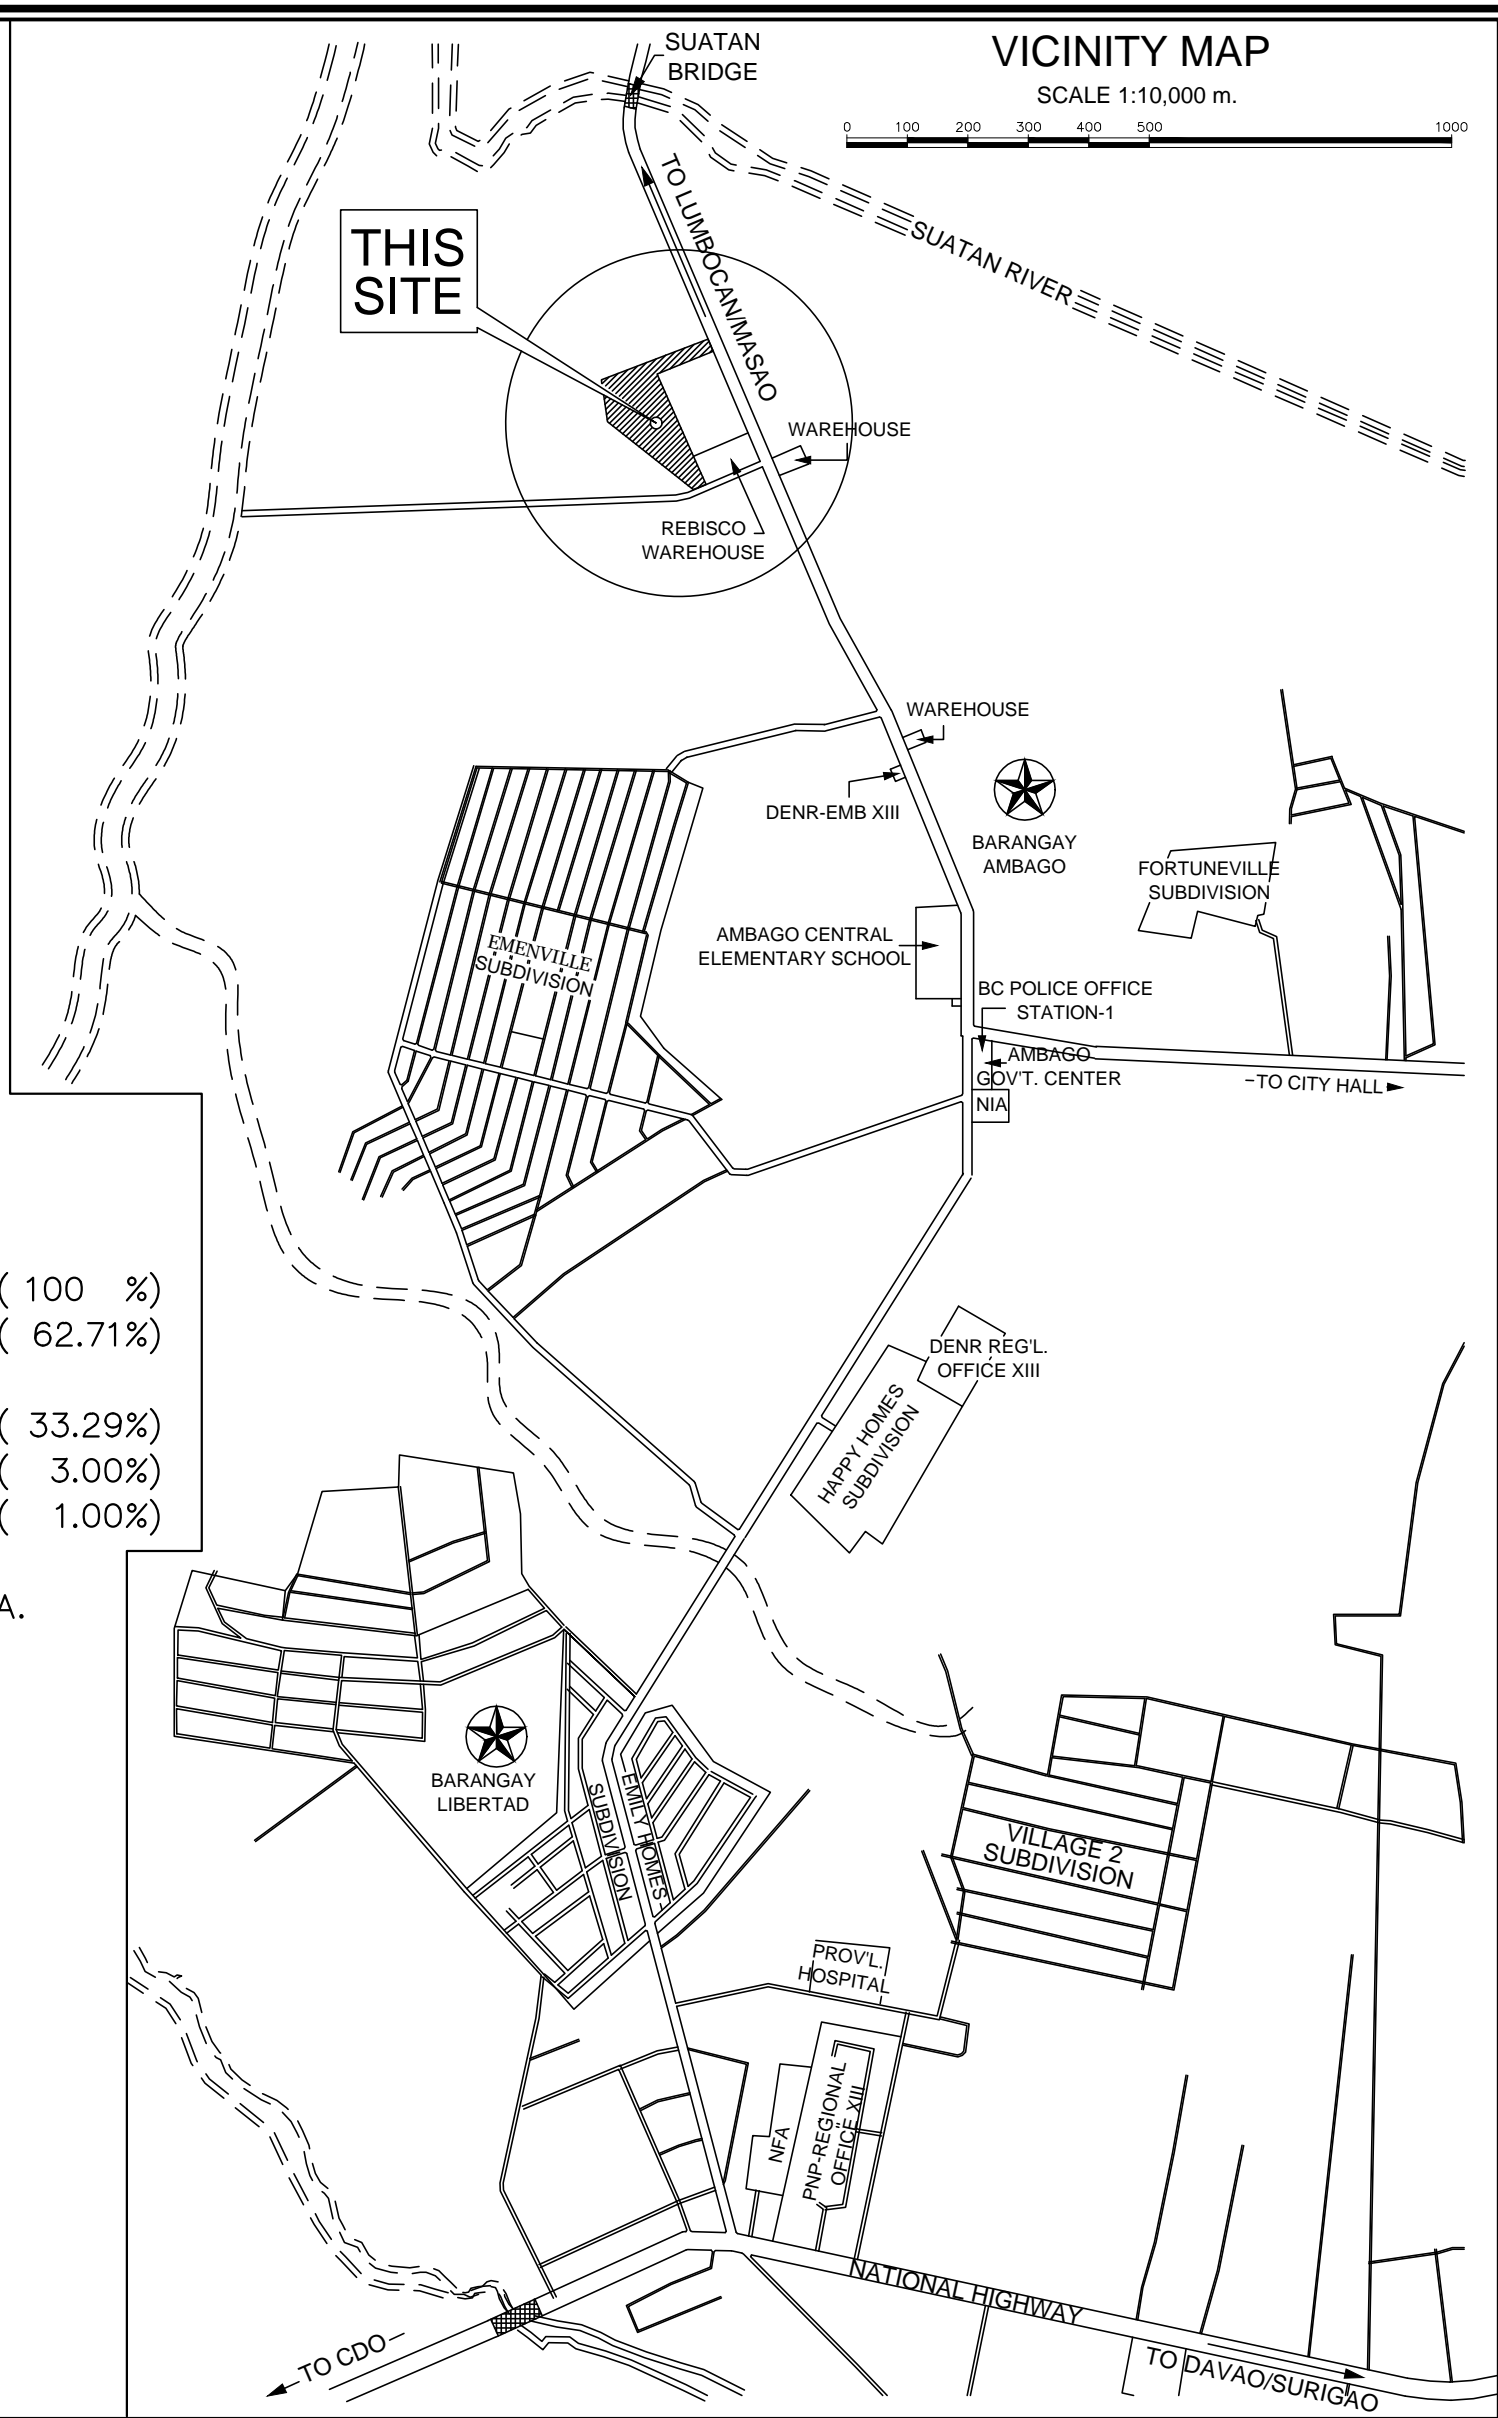 SUATAN
BRIDGE
VICINITY MAP
SCALE 1:10,000 m.
0 100 200 300 400 500 1000
TO LUMBOCAN/MASAO
SUATAN RIVER
THIS
SITE
WAREHOUSE
REBISCO
WAREHOUSE
WAREHOUSE
DENR-EMB XIII
BARANGAY
AMBAGO
FORTUNEVILLE
SUBDIVISION
AMBAGO CENTRAL
ELEMENTARY SCHOOL
EMENVILLE
SUBDIVISION
BC POLICE OFFICE
STATION-1
AMBAGO
GOV'T. CENTER
TO CITY HALL
NIA
( 100 %)
( 62.71%)
( 33.29%)
( 3.00%)
( 1.00%)
A.
DENR REG'L.
OFFICE XIII
HAPPY HOMES
SUBDIVISION
BARANGAY
LIBERTAD
EMILY HOMES
SUBDIVISION
VILLAGE 2
SUBDIVISION
PROV'L.
HOSPITAL
NFA
PNP-REGIONAL
OFFICE XIII
NATIONAL HIGHWAY
TO CDO
TO DAVAO/SURIGAO